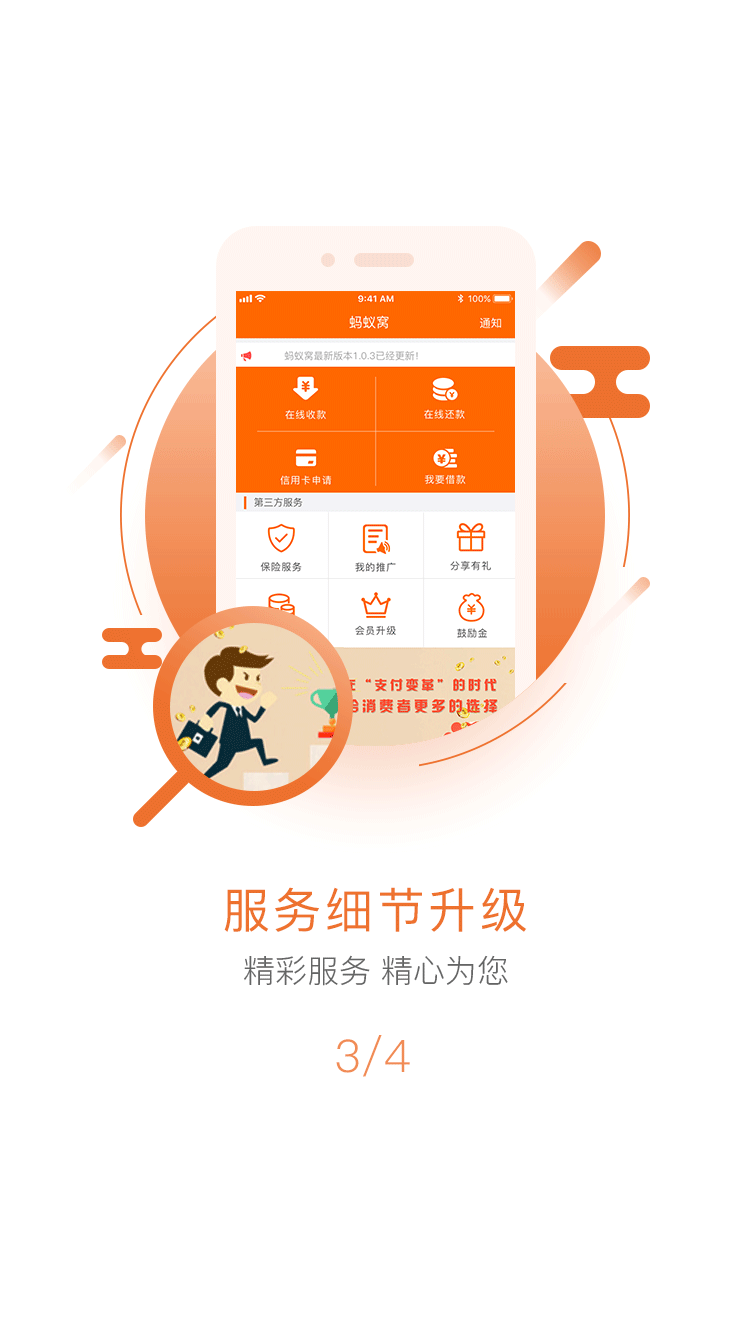 9:41 AM 100%
蚂蚁窝 通知
蚂蚁窝最新版本1.0.3已经更新!
在线收款 在线还款
信用卡申请 我要借款
第三方服务
保险服务 我的推广 分享有礼
会员升级 鼓励金
“支付变革”的时代
消费者更多的选择
服务细节升级
精彩服务 精心为您
3/4